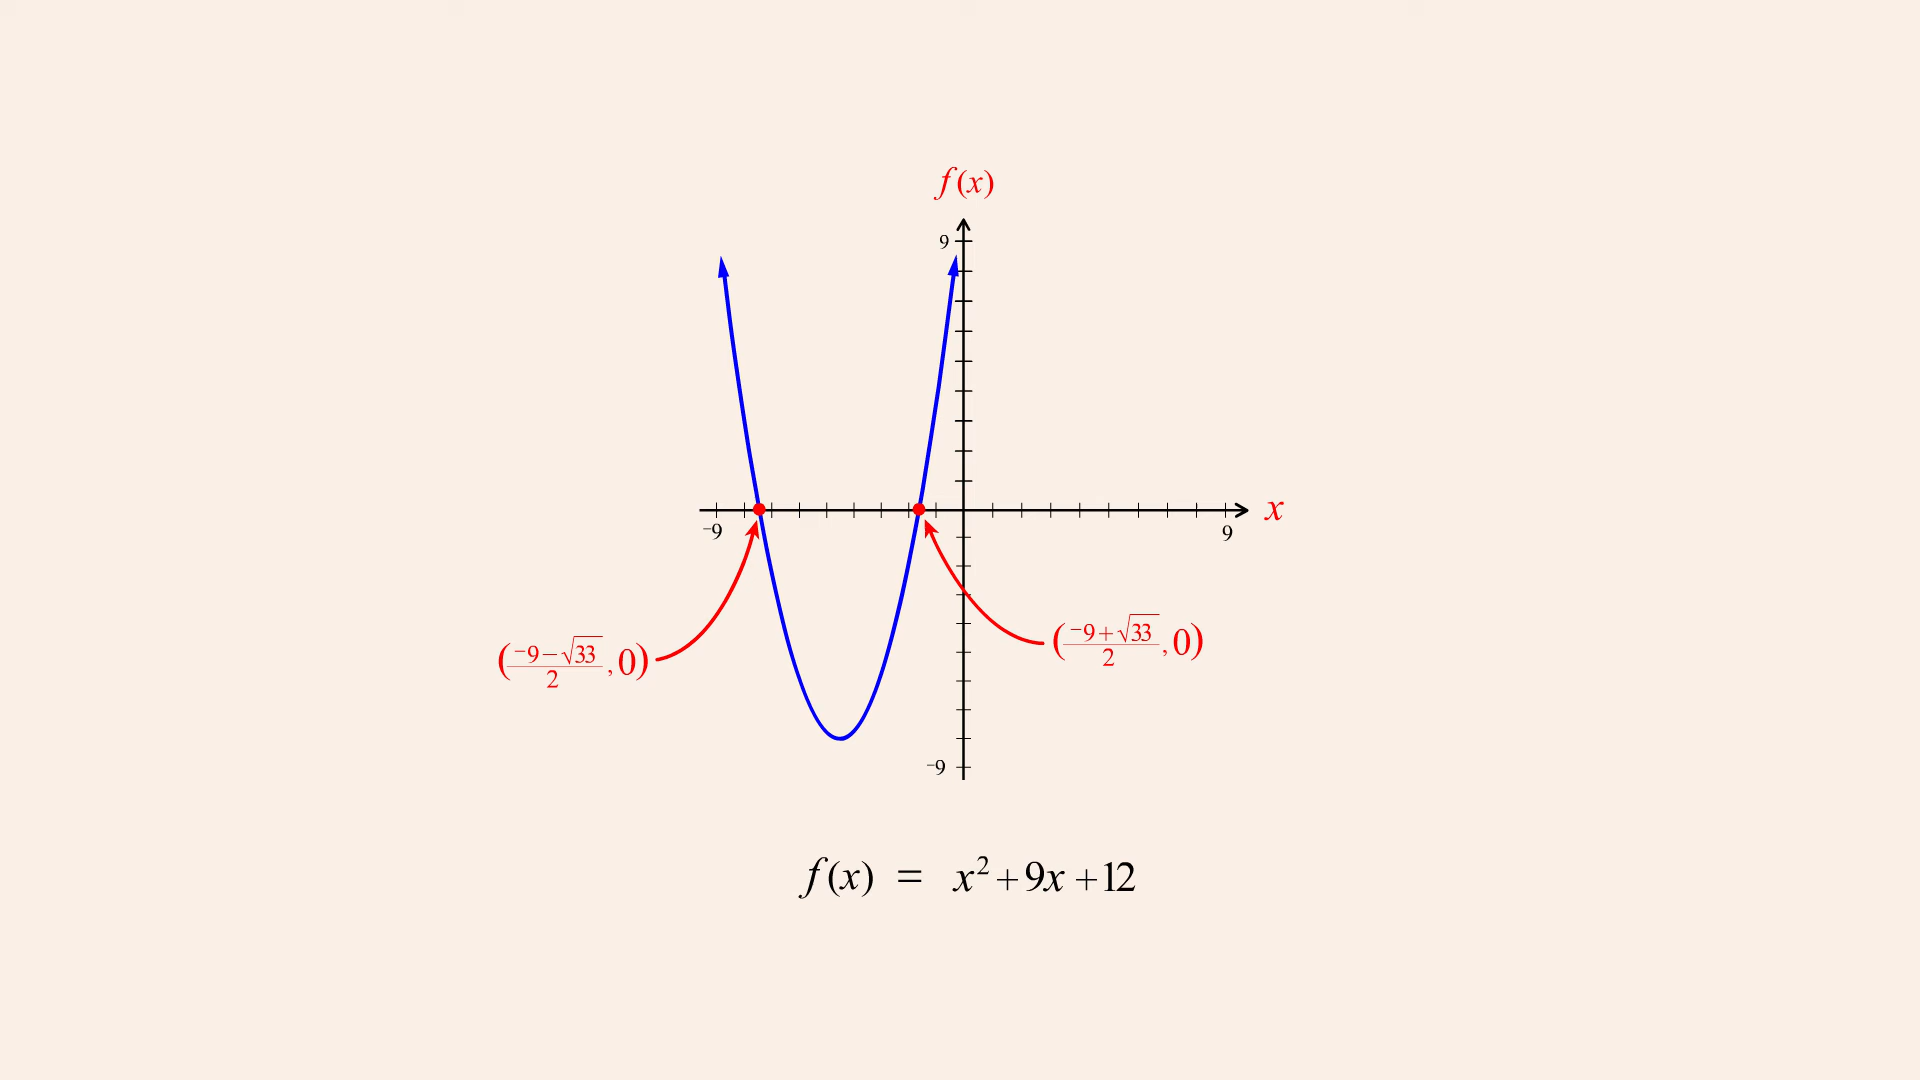 f(x)
9
x
⁻9
9
(⁻9−√33/2, 0)
(⁻9+√33/2, 0)
⁻9
f(x) = x²+9x+12